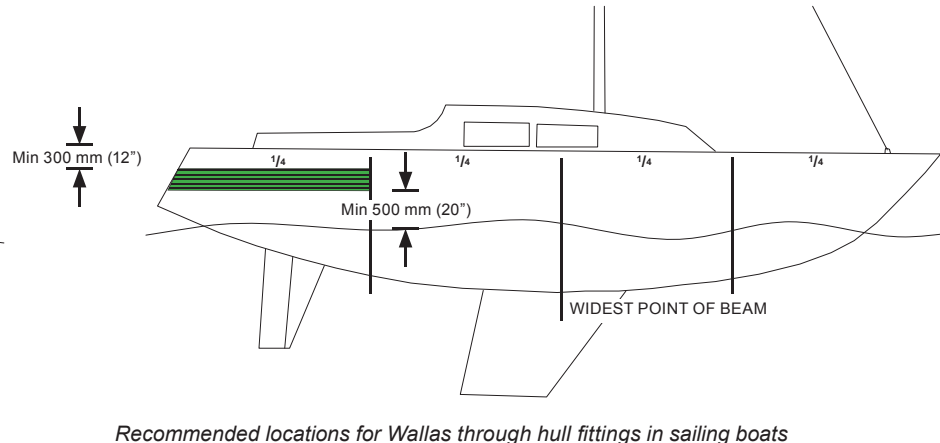 Min 300 mm (12”)
1/4 1/4 1/4 1/4
Min 500 mm (20”)
WIDEST POINT OF BEAM
Recommended locations for Wallas through hull fittings in sailing boats